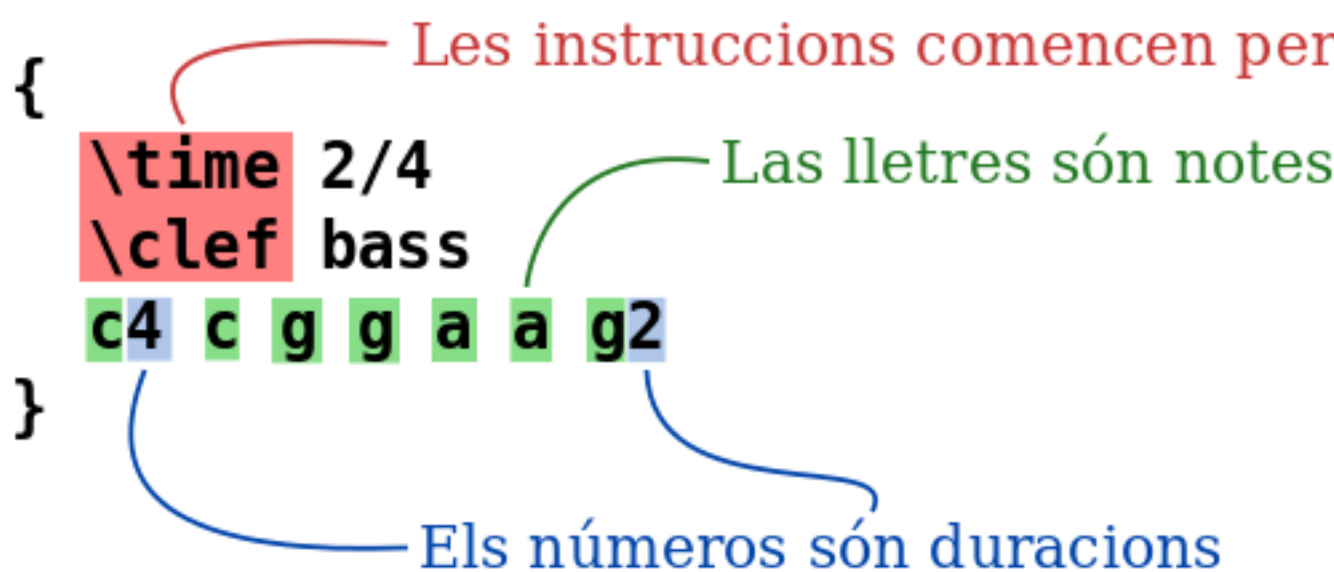 Les instruccions comencen per
{
\time 2/4
Las lletres són notes
\clef bass
c4 c g g a a g2
}
Els números són duracions